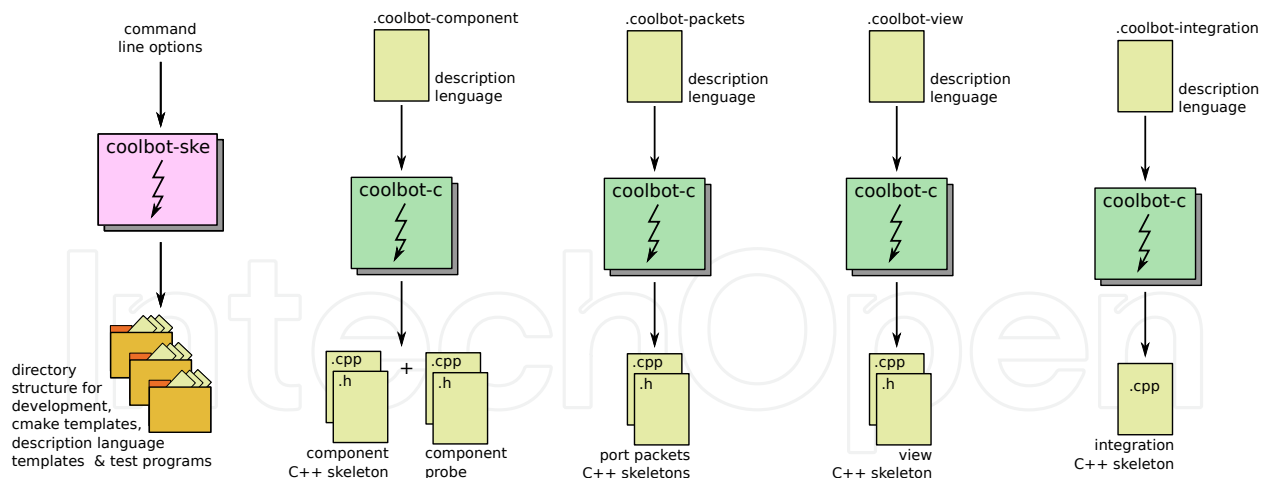 command
line options
coolbot-ske
directory
structure for
development,
cmake templates,
description language
templates & test programs
.coolbot-component
description
lenguage
coolbot-c
.cpp
.h
+
.cpp
.h
component
C++ skeleton
component
probe
.coolbot-packets
description
lenguage
coolbot-c
.cpp
.h
port packets
C++ skeletons
.coolbot-view
description
lenguage
coolbot-c
.cpp
.h
view
C++ skeleton
.coolbot-integration
description
lenguage
coolbot-c
.cpp
integration
C++ skeleton
IntechOpen